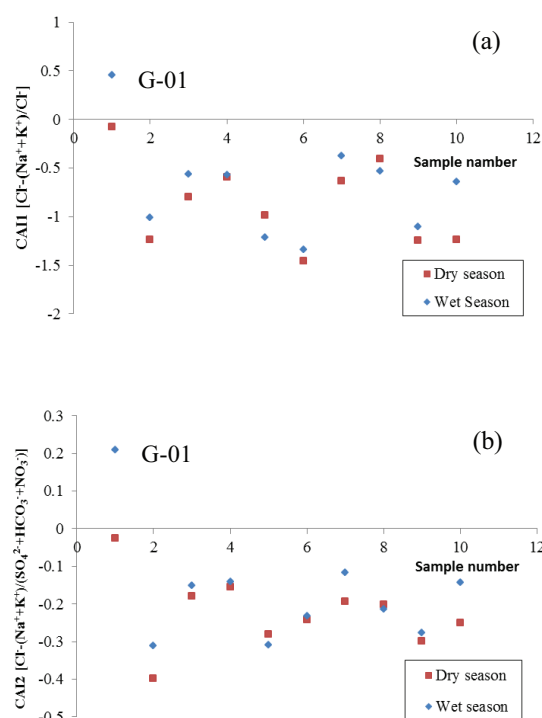 (a)
1
0.5
G-01
0
0 2 4 6 8 10 12
Sample number
-0.5
-1
-1.5
-2
CAI1 [Cl⁻-(Na⁺+K⁺)/Cl⁻]
Dry season
Wet Season
(b)
0.3
0.2
G-01
0.1
0
0 2 4 6 8 10 12
Sample number
-0.1
-0.2
-0.3
-0.4
-0.5
CAI2 [Cl⁻-(Na⁺+K⁺)/(SO₄²⁻+HCO₃⁻+NO₃⁻)]
Dry season
Wet season